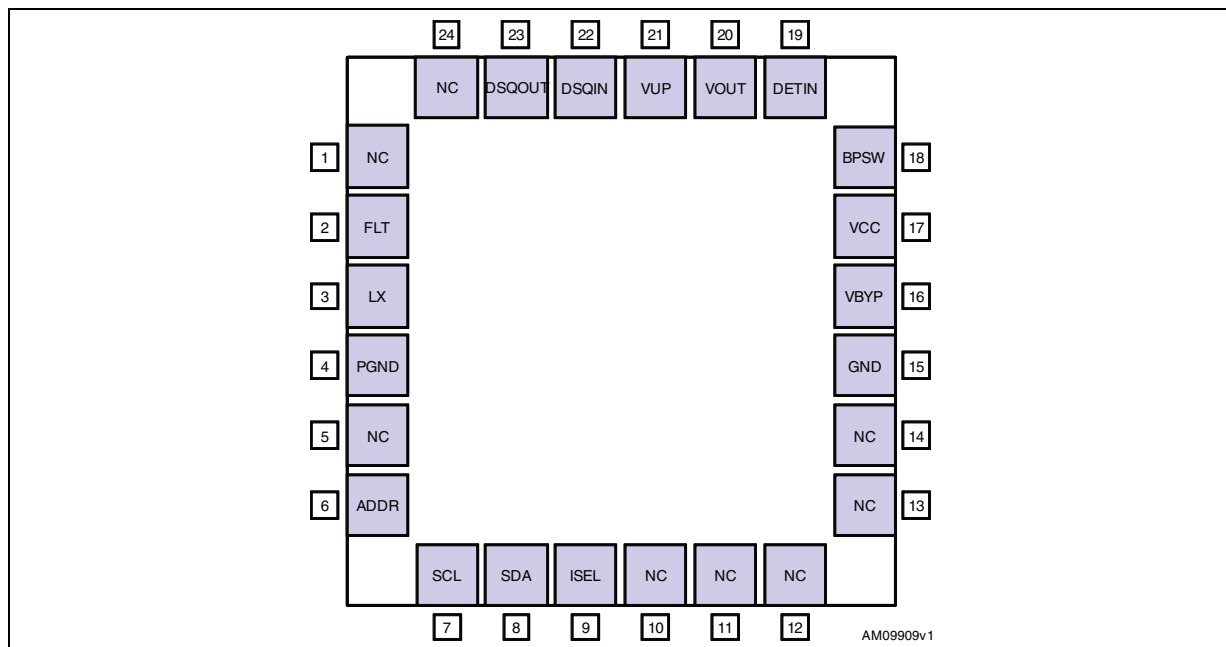 24 23 22 21 20 19
NC DSQOUT DSQIN VUP VOUT DETIN
1 NC BPSW 18
2 FLT VCC 17
3 LX VBYP 16
4 PGND GND 15
5 NC NC 14
6 ADDR NC 13
SCL SDA ISEL NC NC NC
7 8 9 10 11 12
AM09909v1